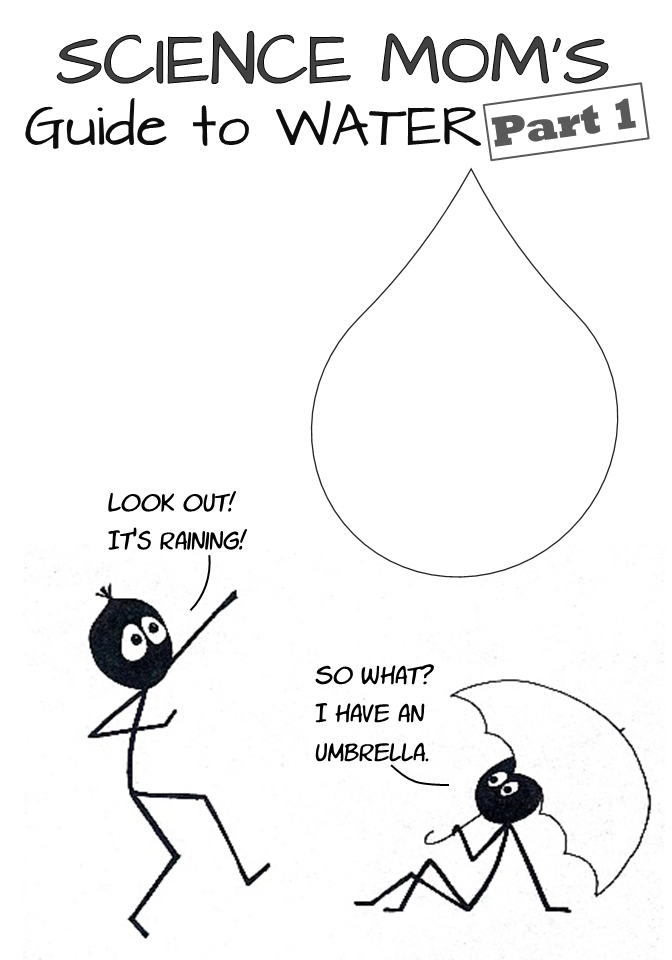 SCIENCE MOM'S
Guide to WATER Part 1
LOOK OUT!
IT'S RAINING!
SO WHAT?
I HAVE AN
UMBRELLA.